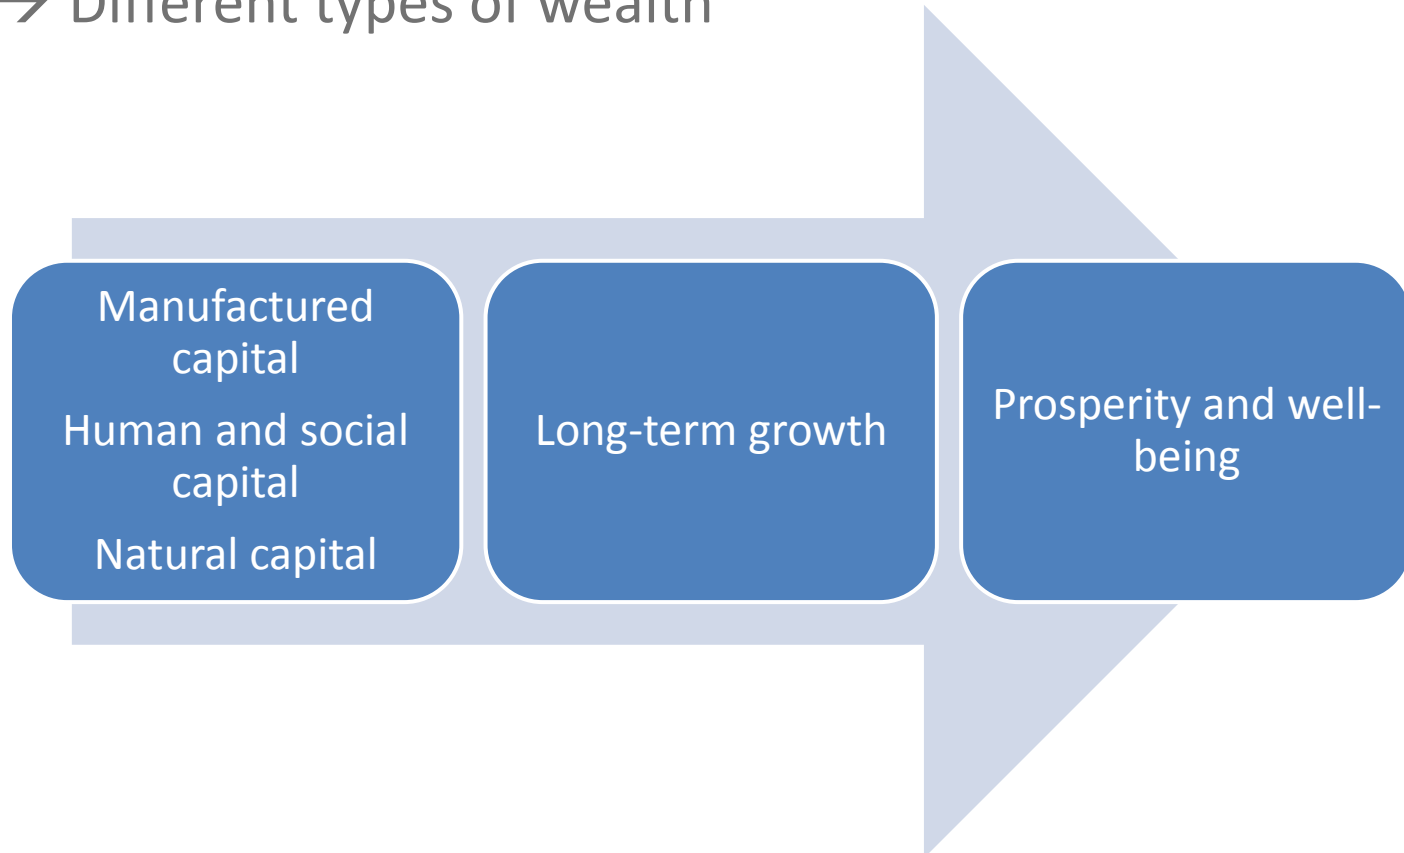 → Different types of wealth
Manufactured
capital
Human and social
capital
Natural capital
Long-term growth
Prosperity and well-
being